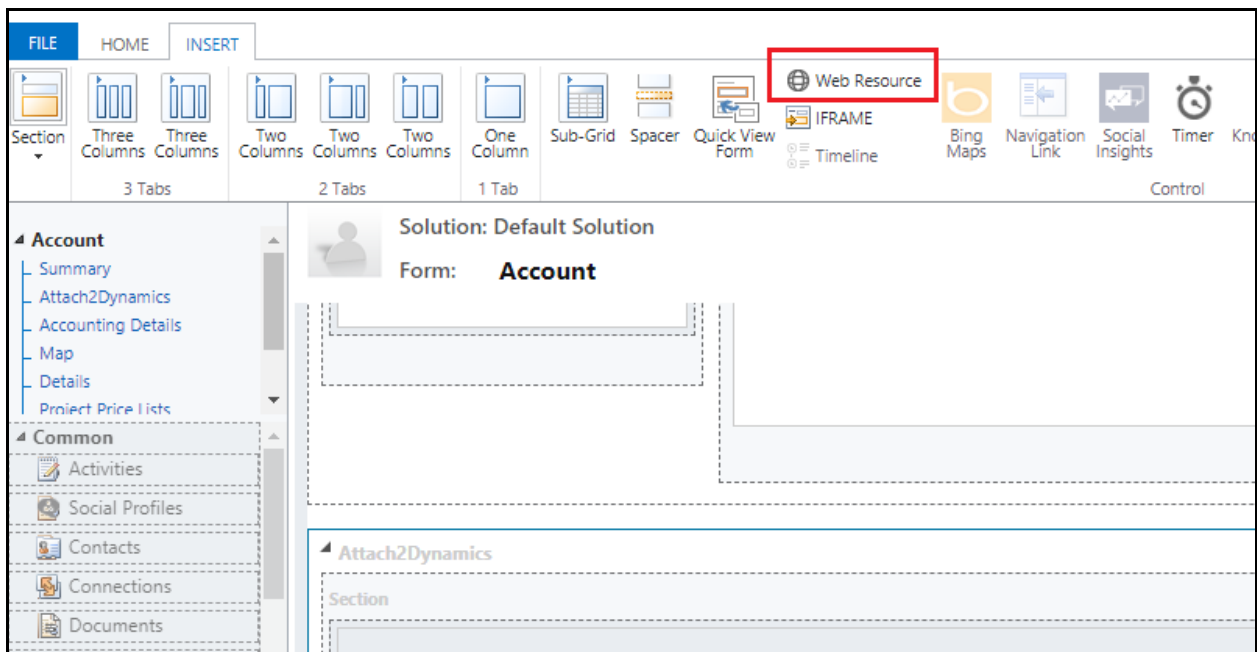 FILE HOME INSERT
Web Resource
IFRAME
Timeline
Section
Three
Columns
Three
Columns
Two
Columns
Two
Columns
Two
Columns
One
Column
Sub-Grid
Spacer
Quick View
Form
Bing
Maps
Navigation
Link
Social
Insights
Timer
Kno
3 Tabs
2 Tabs
1 Tab
Control
Account
Summary
Attach2Dynamics
Accounting Details
Map
Details
Project Price Lists
Common
Activities
Social Profiles
Contacts
Connections
Documents
Solution: Default Solution
Form: Account
Attach2Dynamics
Section